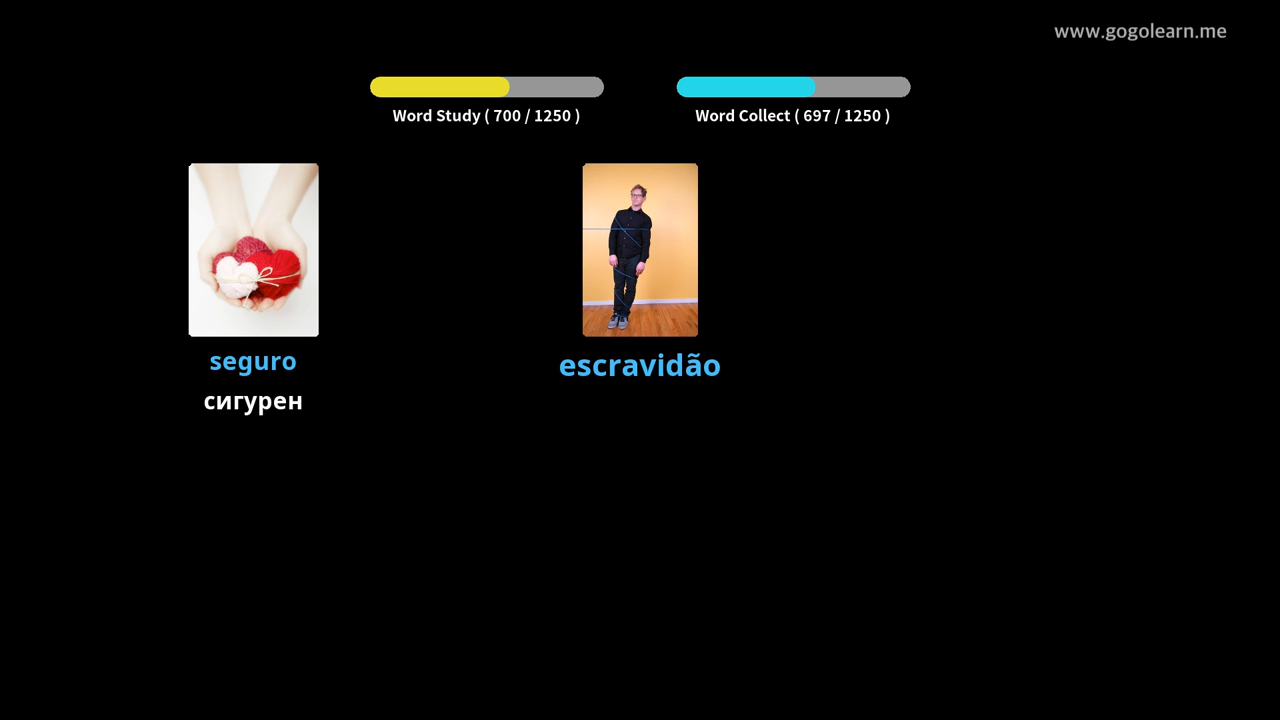 www.gogolearn.me
Word Study ( 700 / 1250 )
Word Collect ( 697 / 1250 )
seguro
сигурен
escravidão